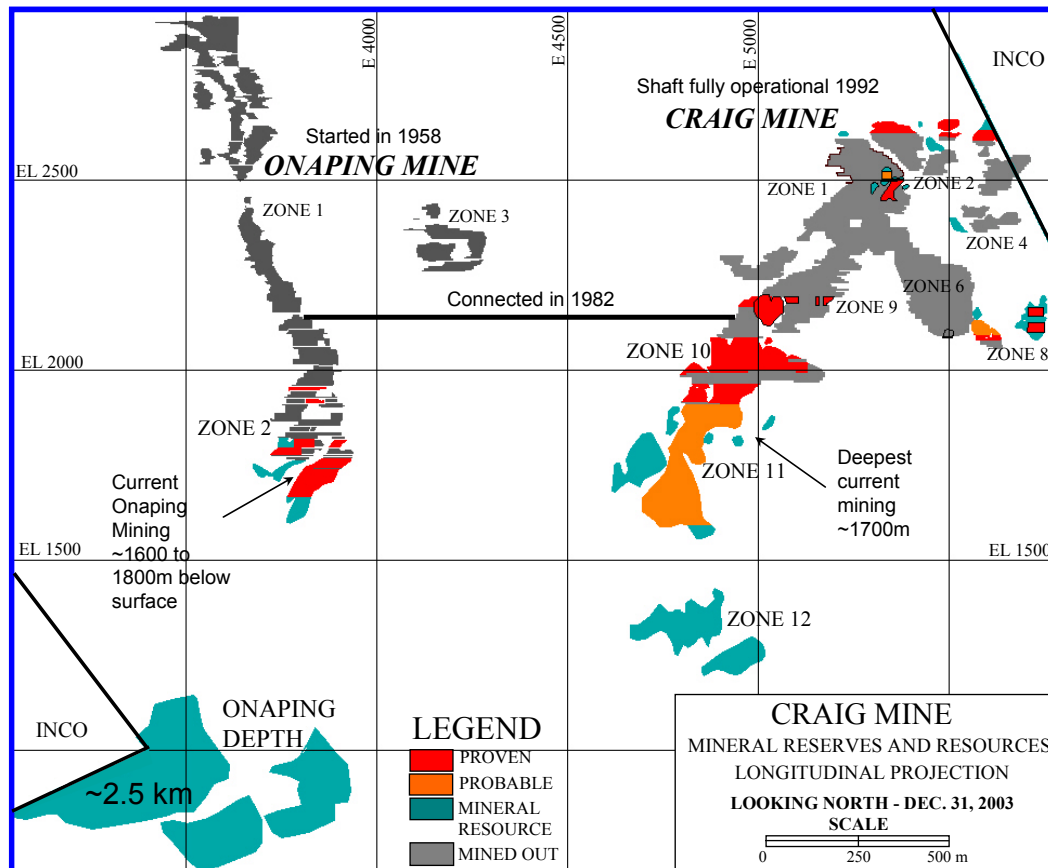 E 4000
E 4500
E 5000
INCO
Shaft fully operational 1992
CRAIG MINE
Started in 1958
ONAPING MINE
EL 2500
ZONE 1
ZONE 3
ZONE 1
ZONE 2
ZONE 4
Connected in 1982
ZONE 6
ZONE 9
ZONE 8
EL 2000
ZONE 10
ZONE 2
ZONE 11
Current
Onaping
Mining
~1600 to
1800m below
surface
Deepest
current
mining
~1700m
EL 1500
EL 1500
ZONE 12
INCO
ONAPING
DEPTH
~2.5 km
LEGEND
PROVEN
PROBABLE
MINERAL
RESOURCE
MINED OUT
CRAIG MINE
MINERAL RESERVES AND RESOURCES
LONGITUDINAL PROJECTION
LOOKING NORTH - DEC. 31, 2003
SCALE
0 250 500 m